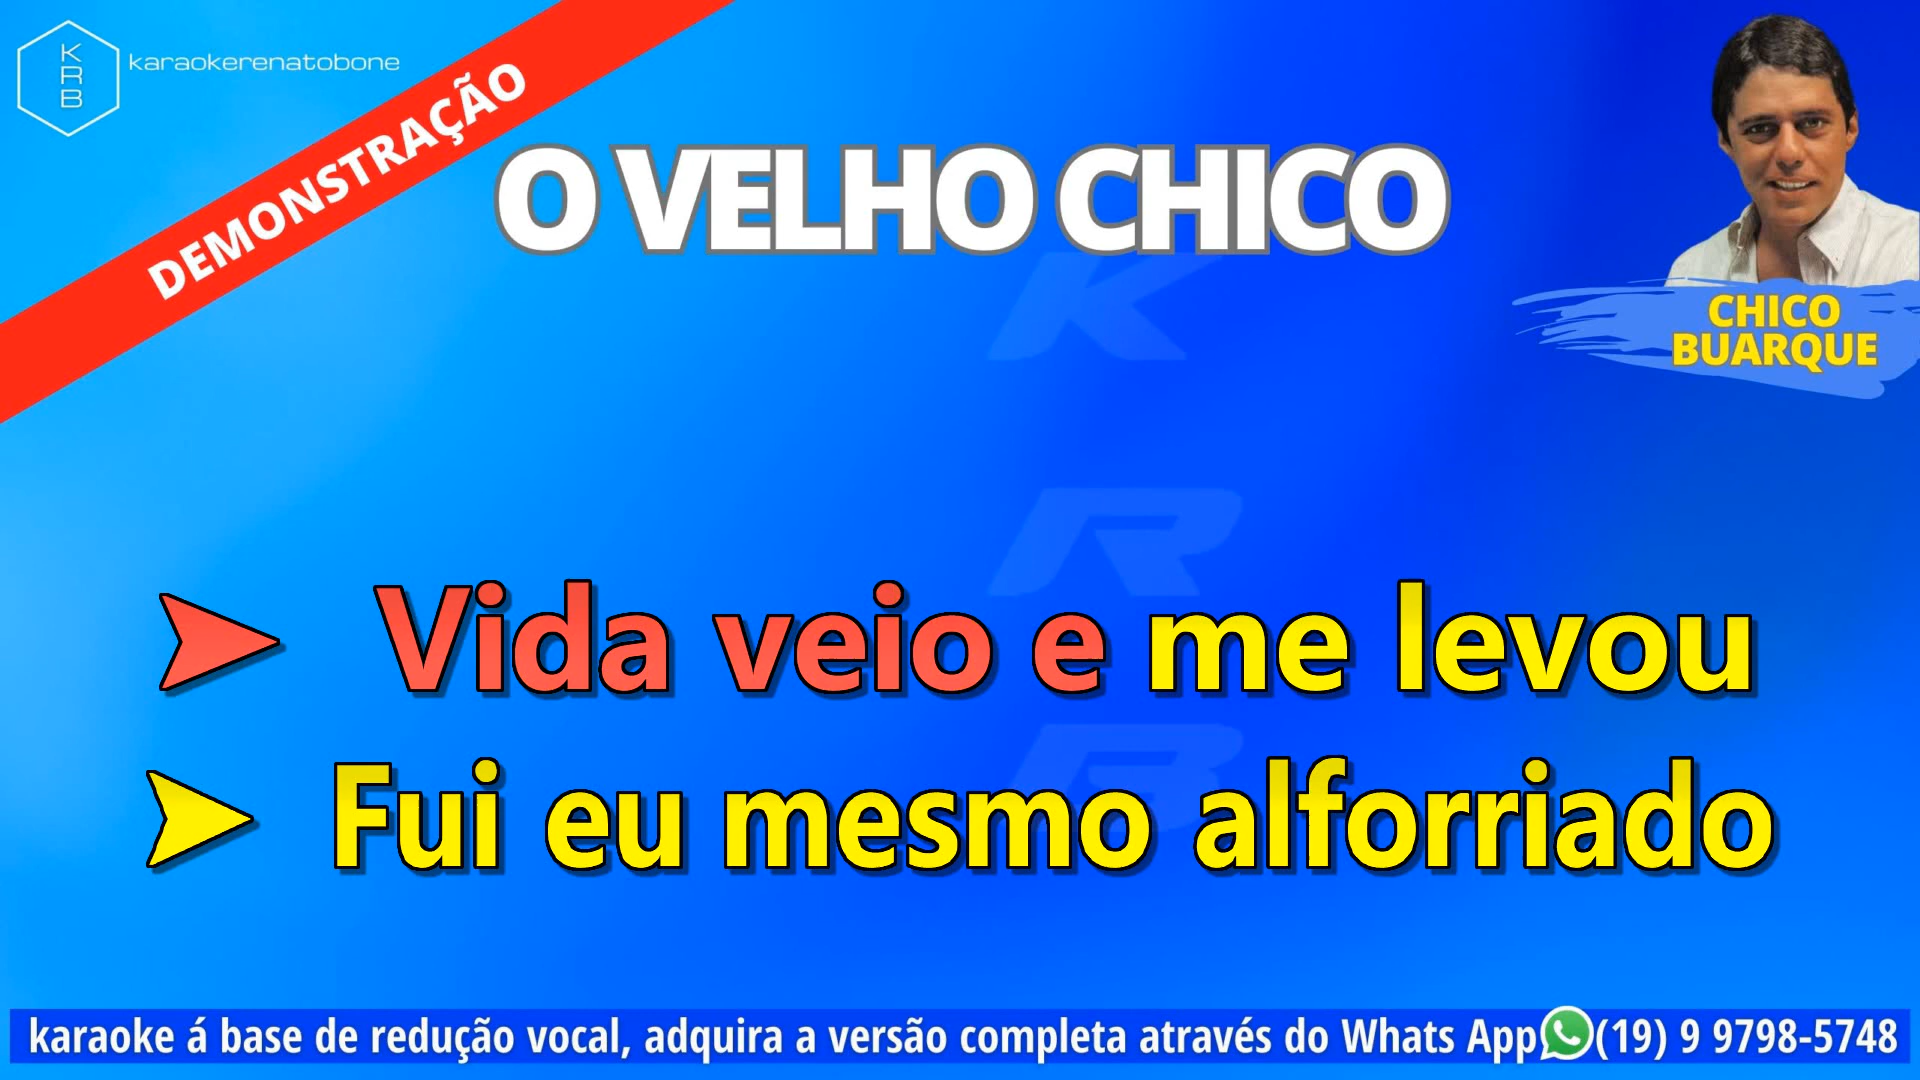 KRB
karaokerenatobone
DEMONSTRAÇÃO
O VELHO CHICO
CHICO
BUARQUE
K
R
B
➤ Vida veio e me levou
➤ Fui eu mesmo alforriado
karaoke á base de redução vocal, adquira a versão completa através do Whats App (19) 9 9798-5748